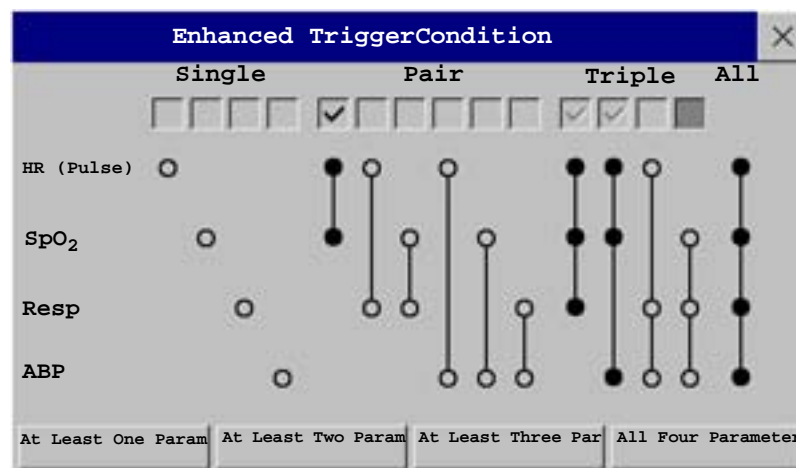 Enhanced TriggerCondition
Single Pair Triple All
HR (Pulse)
SpO₂
Resp
ABP
At Least One Param At Least Two Param At Least Three Par All Four Parameter